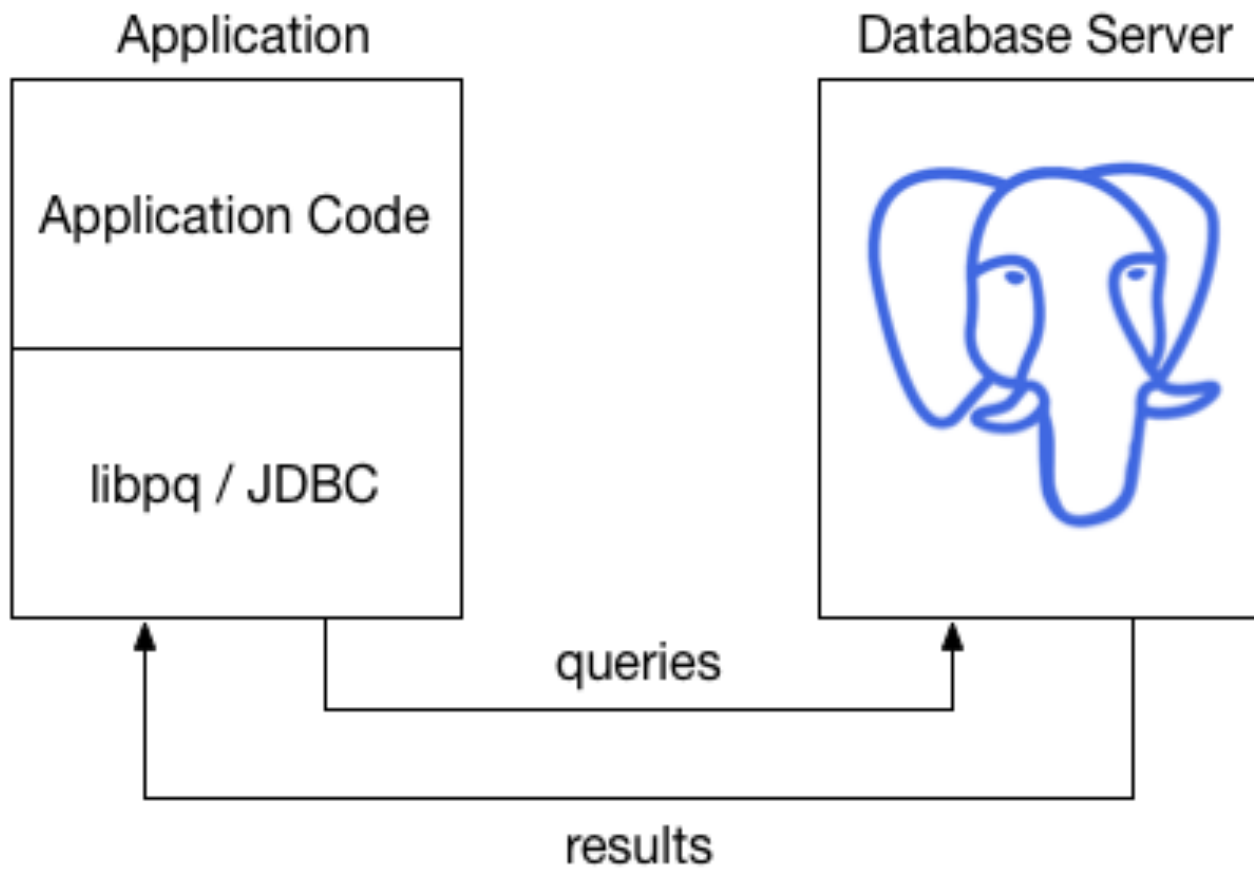 Application
Database Server
Application Code
libpq / JDBC
queries
results